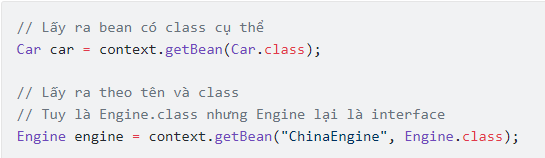 // Lấy ra bean có class cụ thể
Car car = context.getBean(Car.class);
// Lấy ra theo tên và class
// Tuy là Engine.class nhưng Engine lại là interface
Engine engine = context.getBean("ChinaEngine", Engine.class);